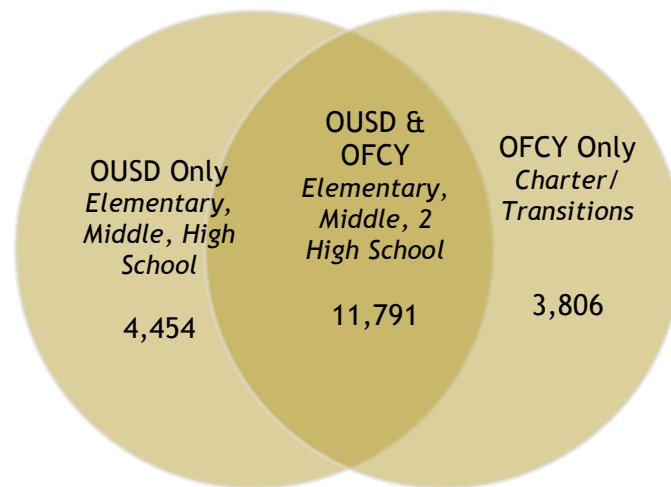 OUSD Only
Elementary,
Middle, High
School
4,454
OUSD &
OFCY
Elementary,
Middle, 2
High School
11,791
OFCY Only
Charter/
Transitions
3,806